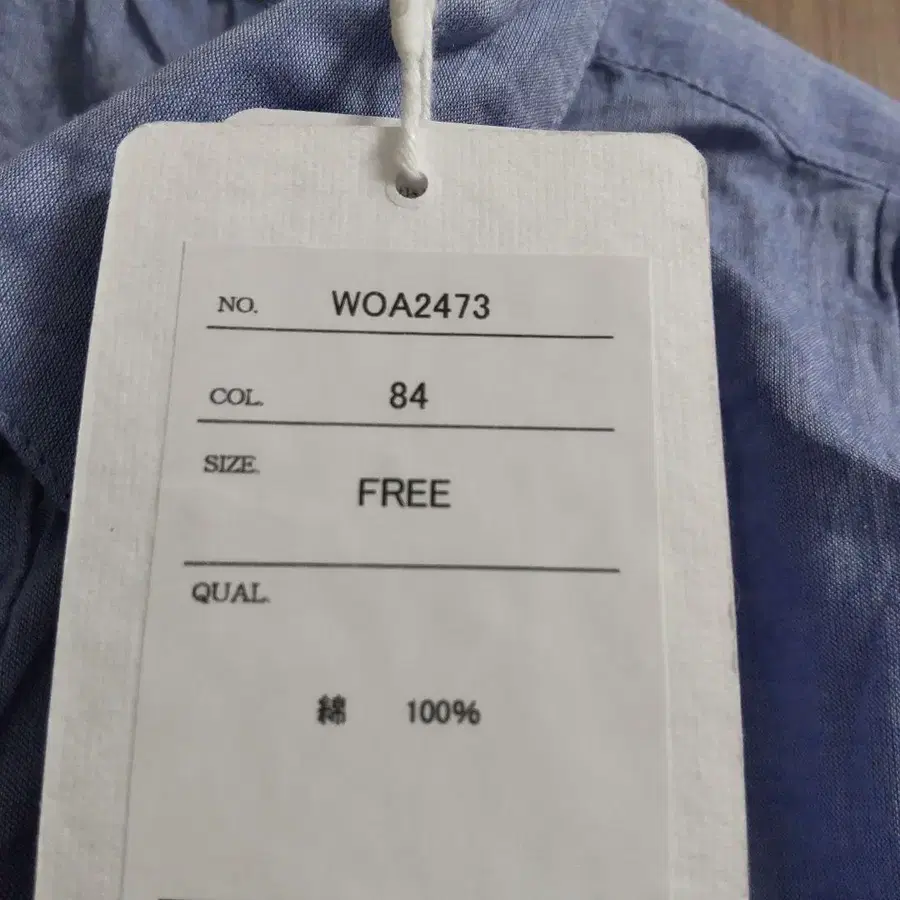 NO. WOA2473
COL. 84
SIZE. FREE
QUAL.
綿 100%